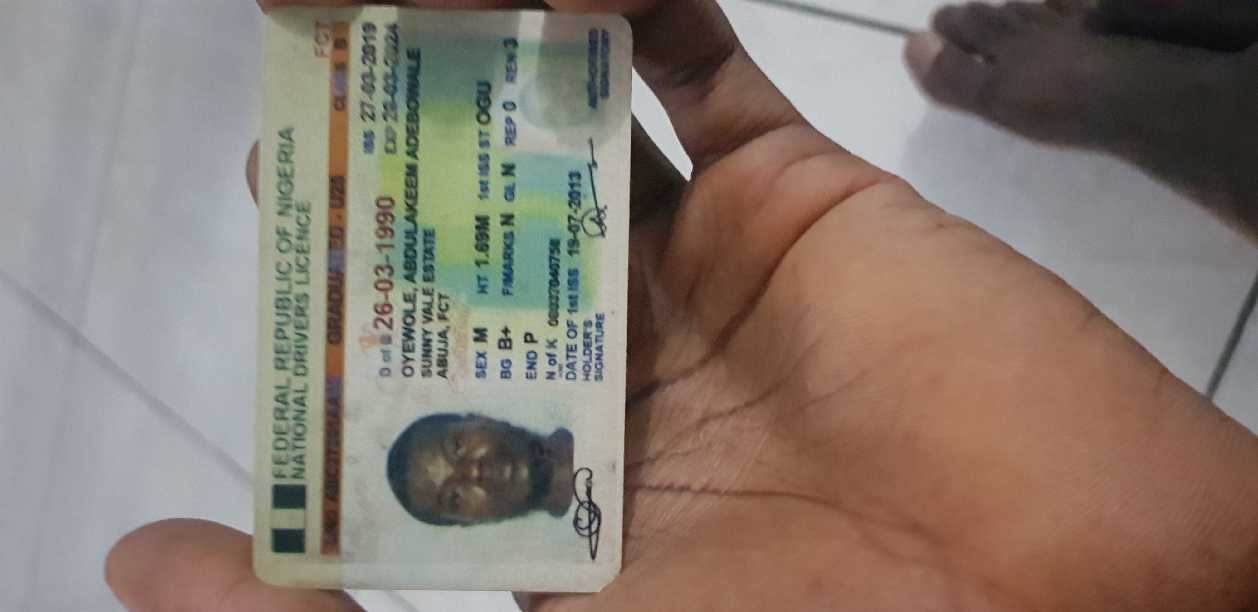 FEDERAL REPUBLIC OF NIGERIA
NATIONAL DRIVERS LICENCE
FCT
GRADUATED - U25 CLASS B
ISS 27-03-2019
D of B 26-03-1990 EXP 26-03-2024
OYEWOLE, ABDULAKEEM ADEBOWALE
SUNNY VALE ESTATE
ABUJA, FCT
SEX M HT 1.69M 1st ISS ST OGU
BG B+ F/MARKS N GL N REP 0 REN 3
END P
N of K 08037040758
DATE OF 1st ISS 19-07-2013
HOLDER'S
SIGNATURE
AUTHORISED
SIGNATORY